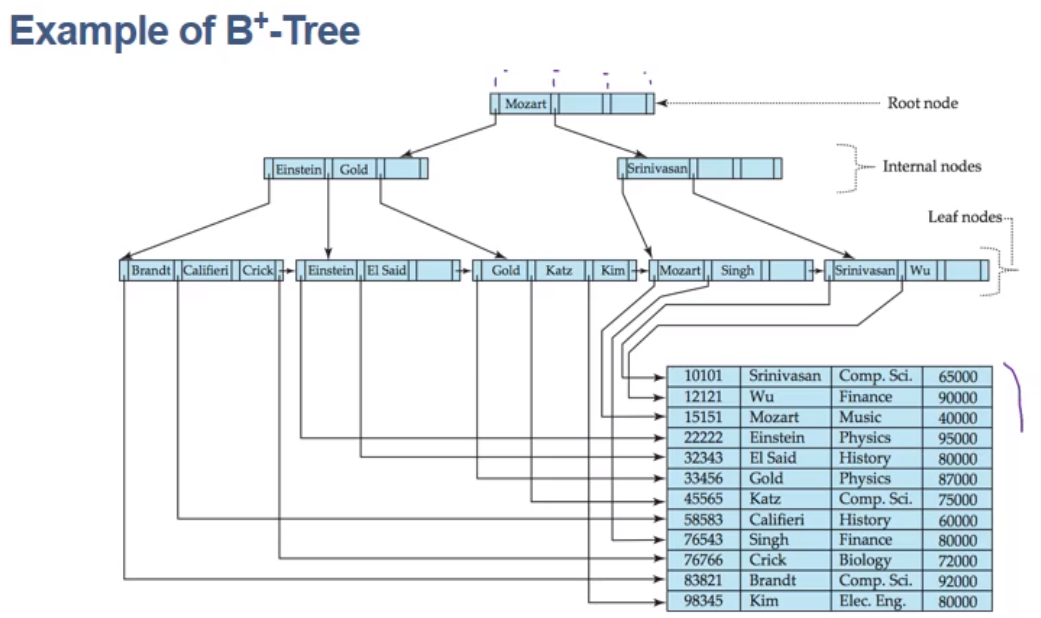 Example of B+-Tree
Mozart
Root node
Einstein Gold
Srinivasan
Internal nodes
Leaf nodes
Brandt Califieri Crick Einstein El Said Gold Katz Kim Mozart Singh Srinivasan Wu
10101 Srinivasan Comp. Sci. 65000
12121 Wu Finance 90000
15151 Mozart Music 40000
22222 Einstein Physics 95000
32343 El Said History 80000
33456 Gold Physics 87000
45565 Katz Comp. Sci. 75000
58583 Califieri History 60000
76543 Singh Finance 80000
76766 Crick Biology 72000
83821 Brandt Comp. Sci. 92000
98345 Kim Elec. Eng. 80000